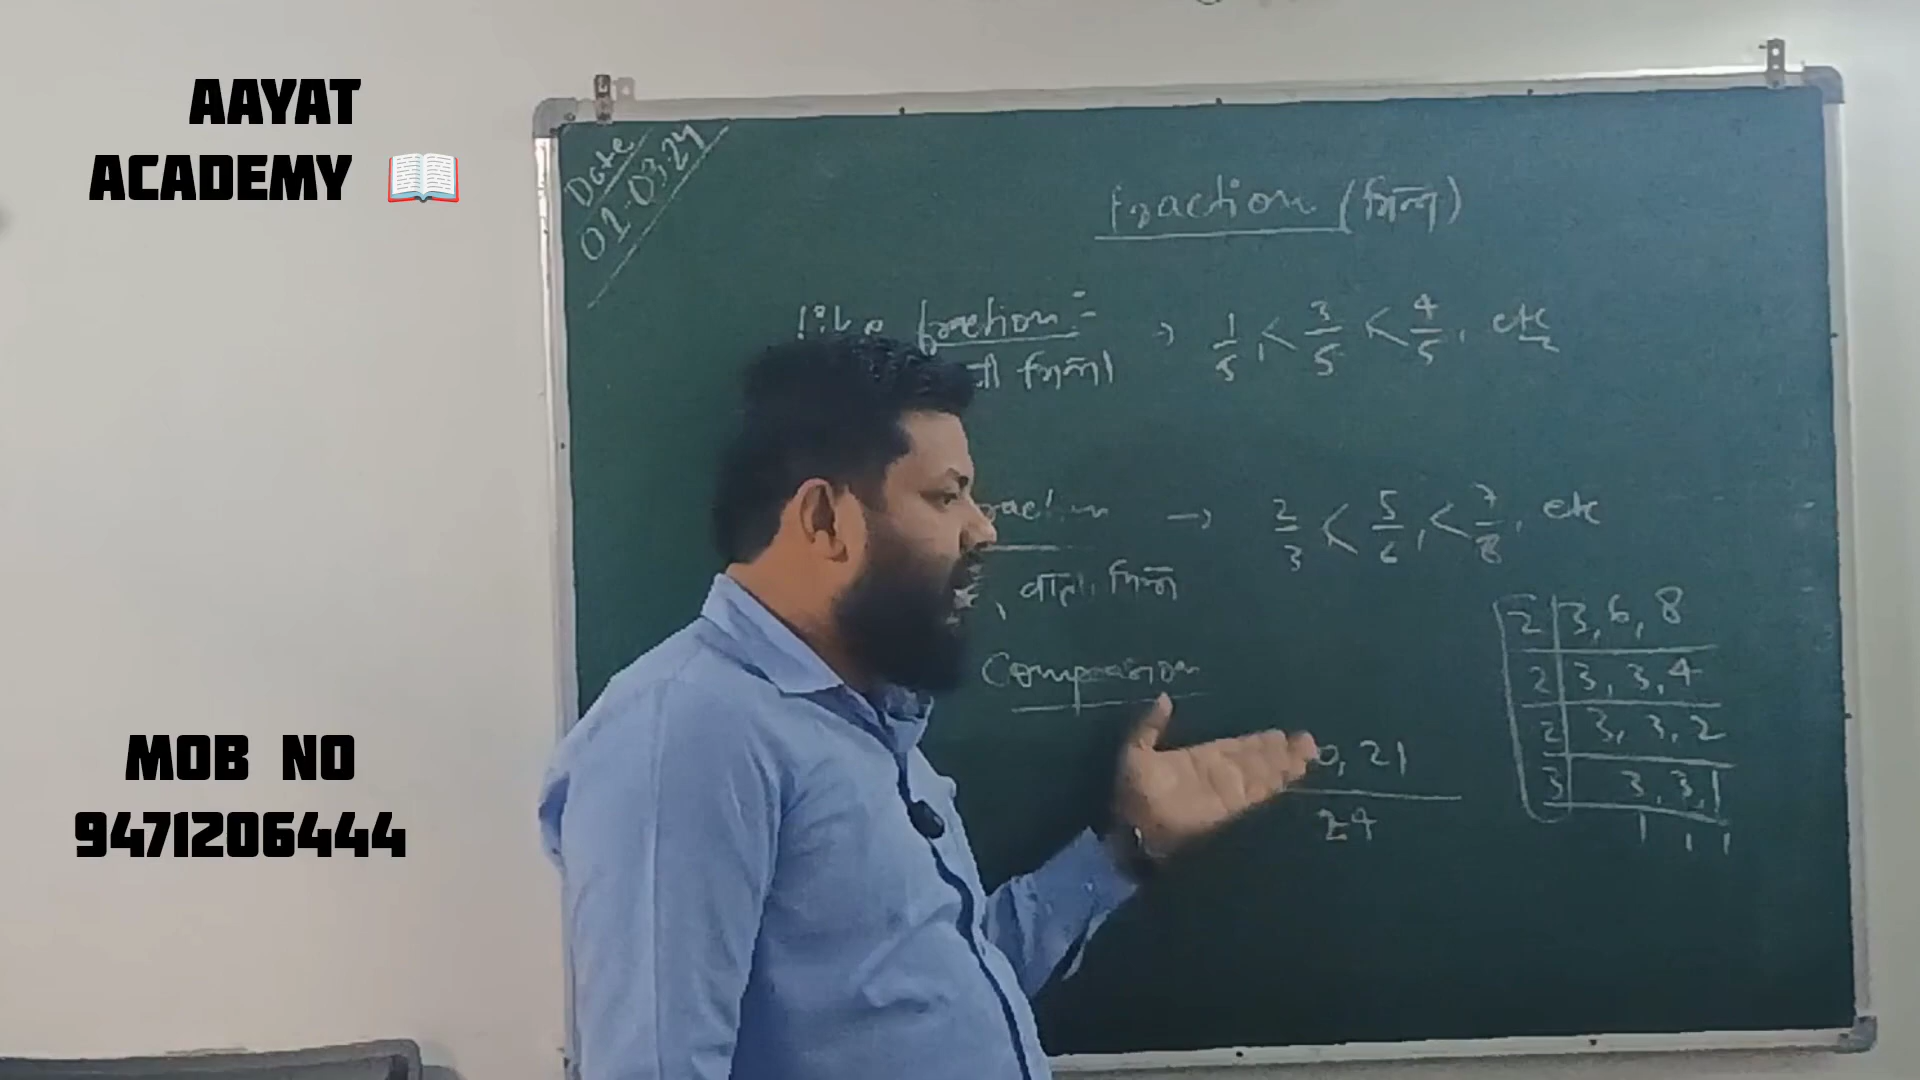 AAYAT
ACADEMY
MOB NO
9471206444
Date
01.03.24
Fraction (भिन्न)
Like fraction :-
→ 1/5, < 3/5 < 4/5, etc
→ 2/3 < 5/6, < 7/8, etc
Comparision
0, 21
24
2 | 3, 6, 8
2 | 3, 3, 4
2 | 3, 3, 2
3 | 3, 3, 1
1 1 1